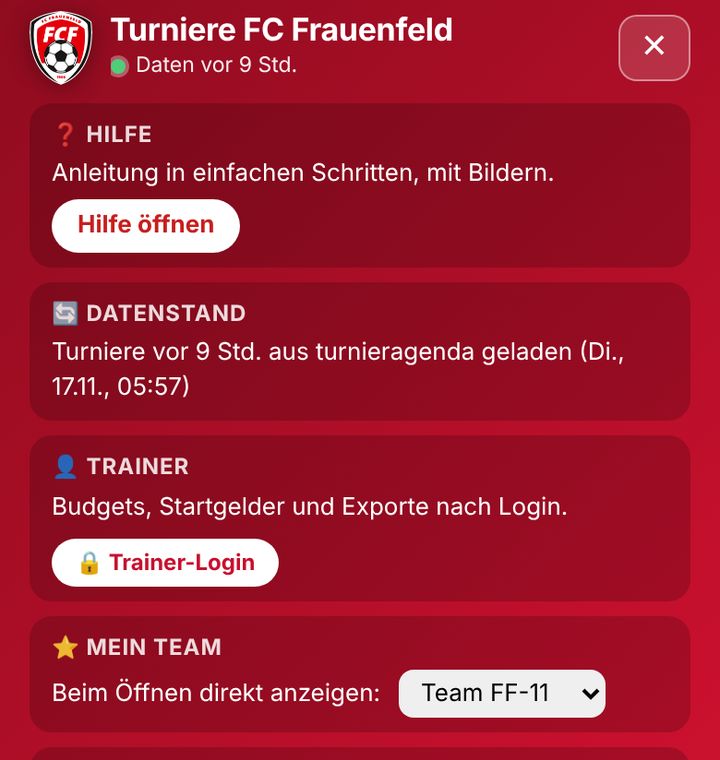 FC FRAUENFELD
FCF
Turniere FC Frauenfeld
Daten vor 9 Std.
✕
❓ HILFE
Anleitung in einfachen Schritten, mit Bildern.
Hilfe öffnen
🔄 DATENSTAND
Turniere vor 9 Std. aus turnieragenda geladen (Di.,
17.11., 05:57)
👤 TRAINER
Budgets, Startgelder und Exporte nach Login.
🔒 Trainer-Login
⭐ MEIN TEAM
Beim Öffnen direkt anzeigen: Team FF-11